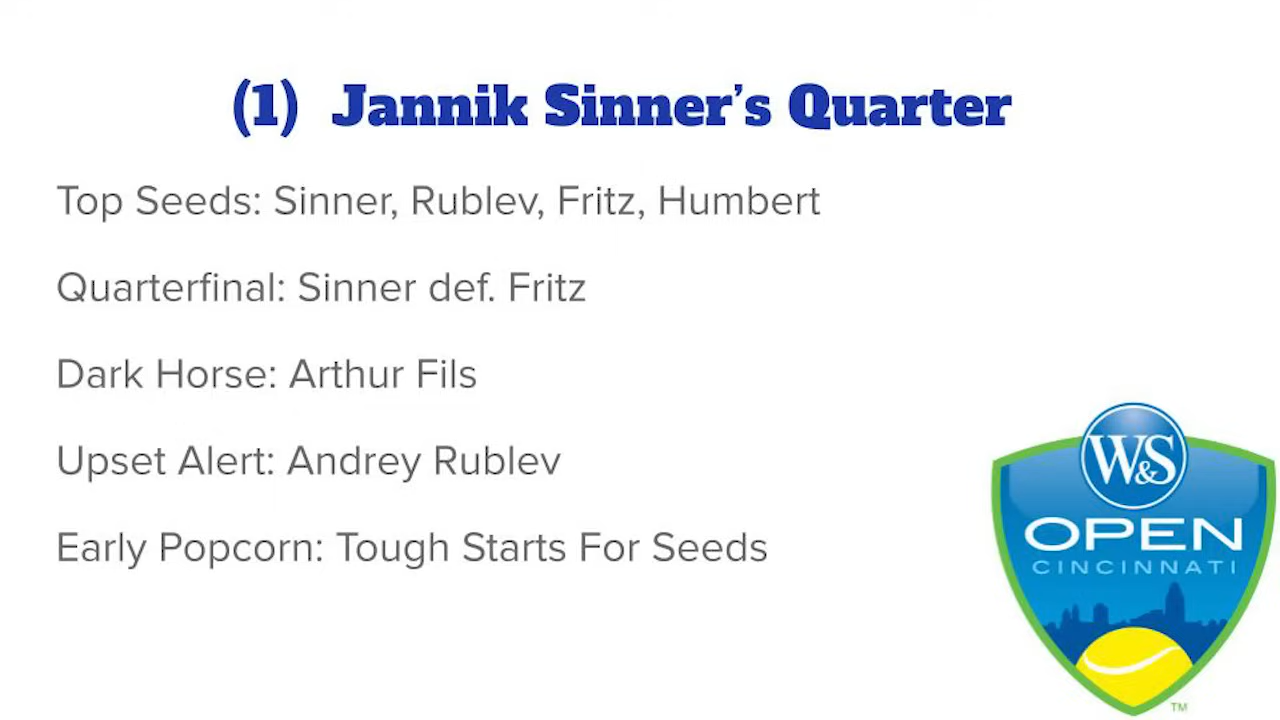 (1) Jannik Sinner's Quarter
Top Seeds: Sinner, Rublev, Fritz, Humbert
Quarterfinal: Sinner def. Fritz
Dark Horse: Arthur Fils
Upset Alert: Andrey Rublev
Early Popcorn: Tough Starts For Seeds
W&S
OPEN
CINCINNATI
TM